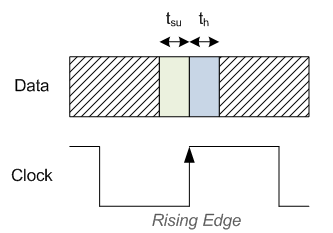 tsu th
Data
Clock
Rising Edge